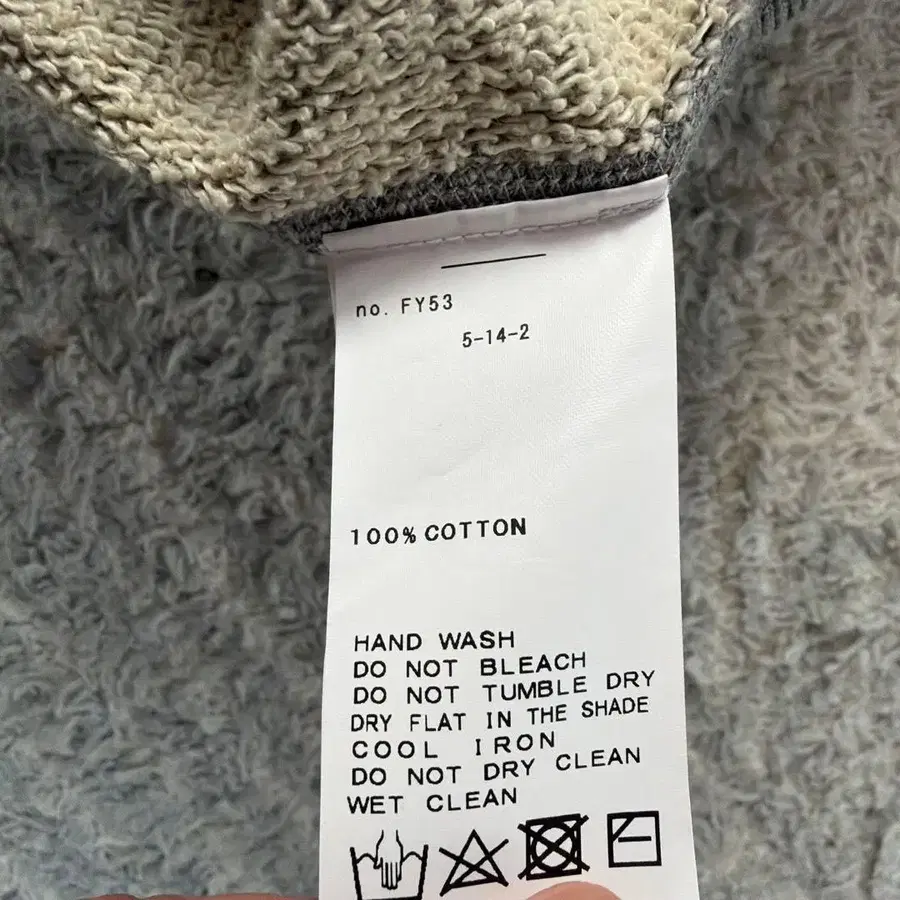 no. FY53
5-14-2
100% COTTON
HAND WASH
DO NOT BLEACH
DO NOT TUMBLE DRY
DRY FLAT IN THE SHADE
COOL IRON
DO NOT DRY CLEAN
WET CLEAN